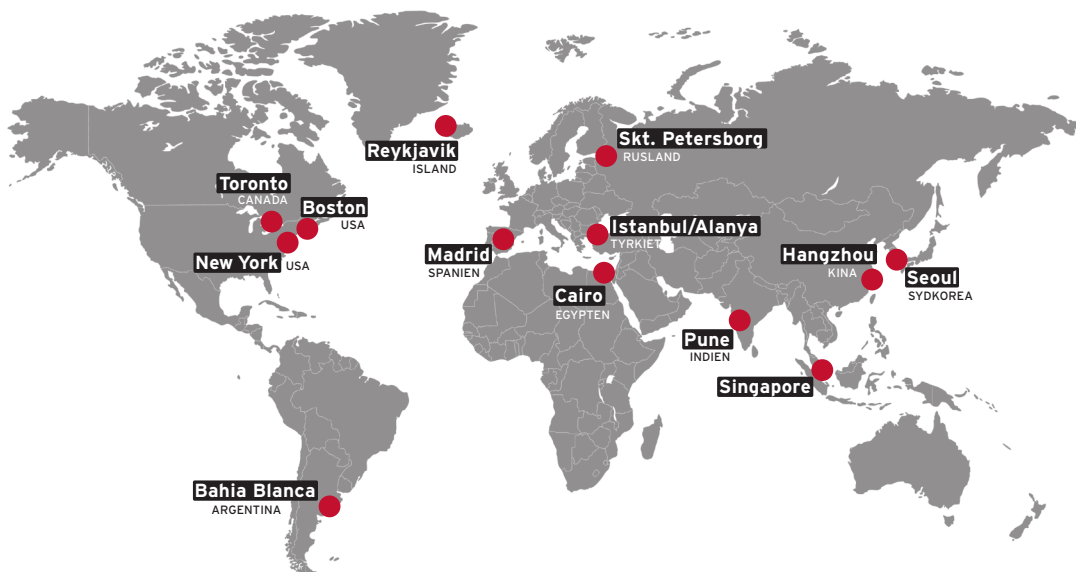 Skt. Petersborg
RUSLAND
Reykjavik
ISLAND
Toronto
CANADA
Boston
USA
New York USA
Istanbul/Alanya
TYRKIET
Madrid
SPANIEN
Hangzhou
KINA
Seoul
SYDKOREA
Cairo
EGYPTEN
Pune
INDIEN
Singapore
Bahia Blanca
ARGENTINA